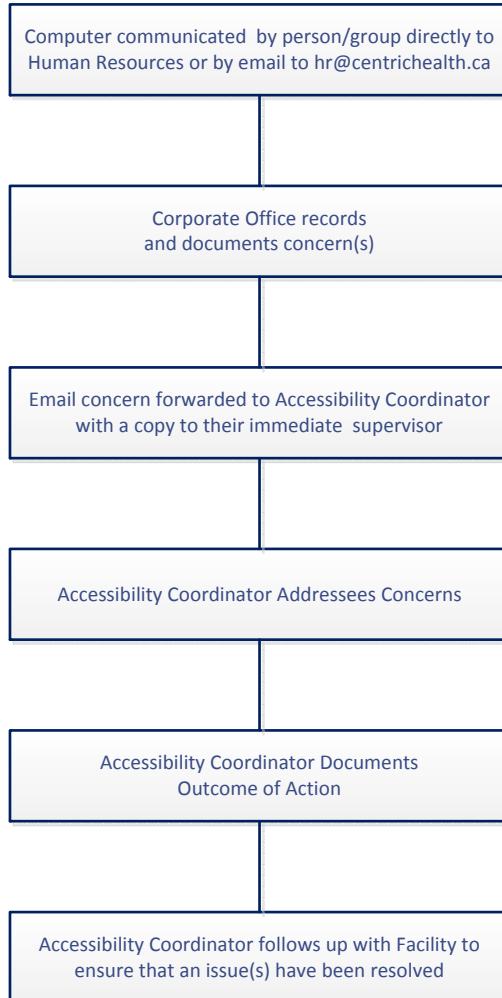 Computer communicated by person/group directly to
Human Resources or by email to hr@centrichealth.ca
Corporate Office records
and documents concern(s)
Email concern forwarded to Accessibility Coordinator
with a copy to their immediate supervisor
Accessibility Coordinator Addressees Concerns
Accessibility Coordinator Documents
Outcome of Action
Accessibility Coordinator follows up with Facility to
ensure that an issue(s) have been resolved